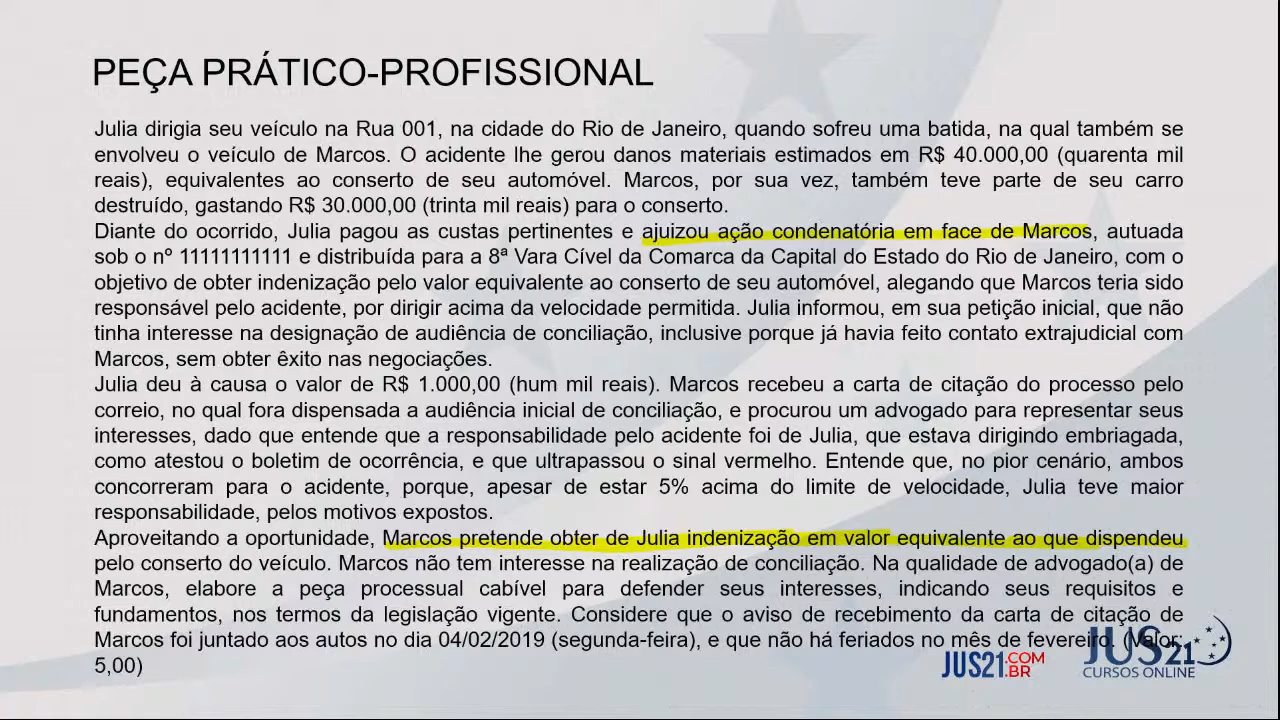 PEÇA PRÁTICO-PROFISSIONAL
Julia dirigia seu veículo na Rua 001, na cidade do Rio de Janeiro, quando sofreu uma batida, na qual também se
envolveu o veículo de Marcos. O acidente lhe gerou danos materiais estimados em R$ 40.000,00 (quarenta mil
reais), equivalentes ao conserto de seu automóvel. Marcos, por sua vez, também teve parte de seu carro
destruído, gastando R$ 30.000,00 (trinta mil reais) para o conserto.
Diante do ocorrido, Julia pagou as custas pertinentes e ajuizou ação condenatória em face de Marcos, autuada
sob o nº 11111111111 e distribuída para a 8ª Vara Cível da Comarca da Capital do Estado do Rio de Janeiro, com o
objetivo de obter indenização pelo valor equivalente ao conserto de seu automóvel, alegando que Marcos teria sido
responsável pelo acidente, por dirigir acima da velocidade permitida. Julia informou, em sua petição inicial, que não
tinha interesse na designação de audiência de conciliação, inclusive porque já havia feito contato extrajudicial com
Marcos, sem obter êxito nas negociações.
Julia deu à causa o valor de R$ 1.000,00 (hum mil reais). Marcos recebeu a carta de citação do processo pelo
correio, no qual fora dispensada a audiência inicial de conciliação, e procurou um advogado para representar seus
interesses, dado que entende que a responsabilidade pelo acidente foi de Julia, que estava dirigindo embriagada,
como atestou o boletim de ocorrência, e que ultrapassou o sinal vermelho. Entende que, no pior cenário, ambos
concorreram para o acidente, porque, apesar de estar 5% acima do limite de velocidade, Julia teve maior
responsabilidade, pelos motivos expostos.
Aproveitando a oportunidade, Marcos pretende obter de Julia indenização em valor equivalente ao que dispendeu
pelo conserto do veículo. Marcos não tem interesse na realização de conciliação. Na qualidade de advogado(a) de
Marcos, elabore a peça processual cabível para defender seus interesses, indicando seus requisitos e
fundamentos, nos termos da legislação vigente. Considere que o aviso de recebimento da carta de citação de
Marcos foi juntado aos autos no dia 04/02/2019 (segunda-feira), e que não há feriados no mês de fevereiro. (Valor:
5,00)
JUS21.COM.BR
JUS21
CURSOS ONLINE